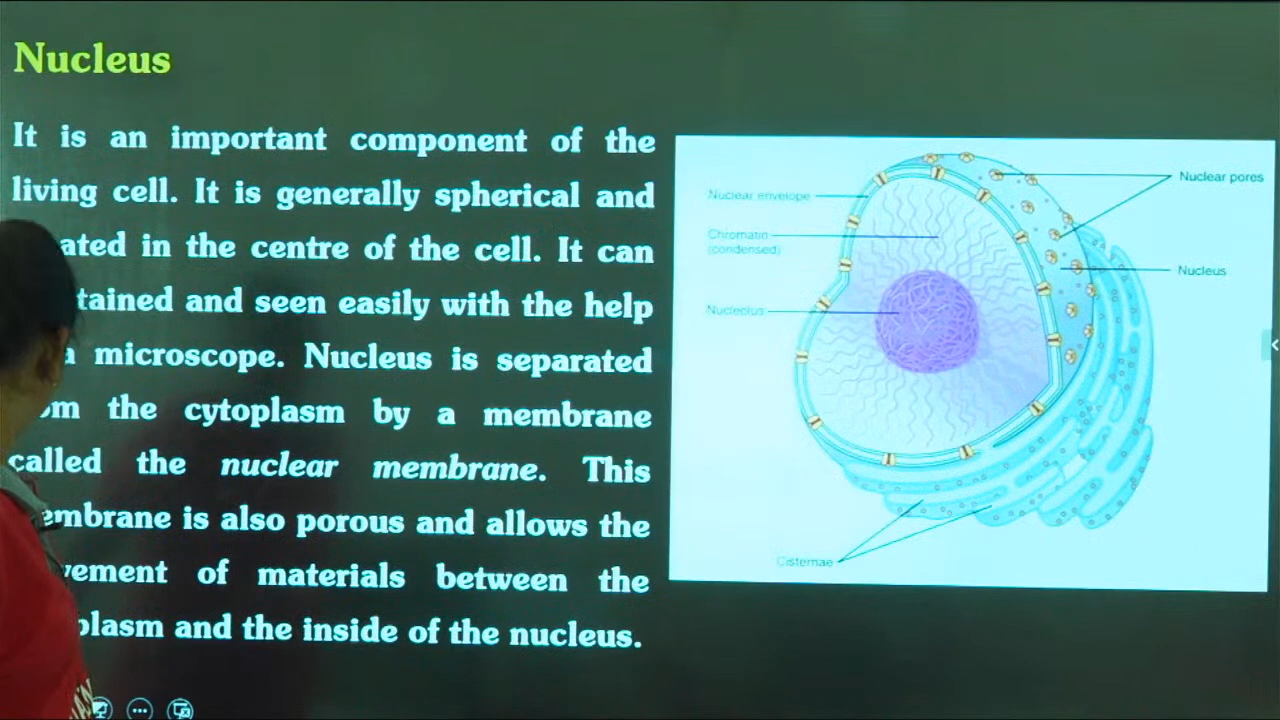 Nucleus
It is an important component of the
living cell. It is generally spherical and
ated in the centre of the cell. It can
tained and seen easily with the help
a microscope. Nucleus is separated
om the cytoplasm by a membrane
called the nuclear membrane. This
embrane is also porous and allows the
vement of materials between the
plasm and the inside of the nucleus.
Nuclear envelope
Chromatin
(condensed)
Nucleolus
Nuclear pores
Nucleus
Cisternae